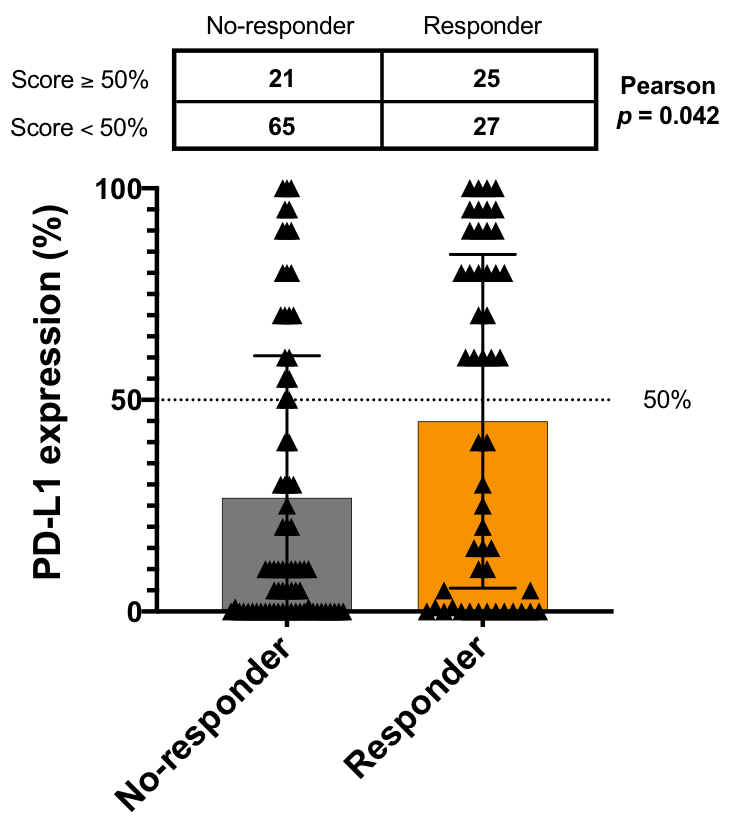 No-responder Responder
Score ≥ 50% 21 25
Score < 50% 65 27
Pearson
p = 0.042
PD-L1 expression (%)
100
50
0
50%
No-responder
Responder